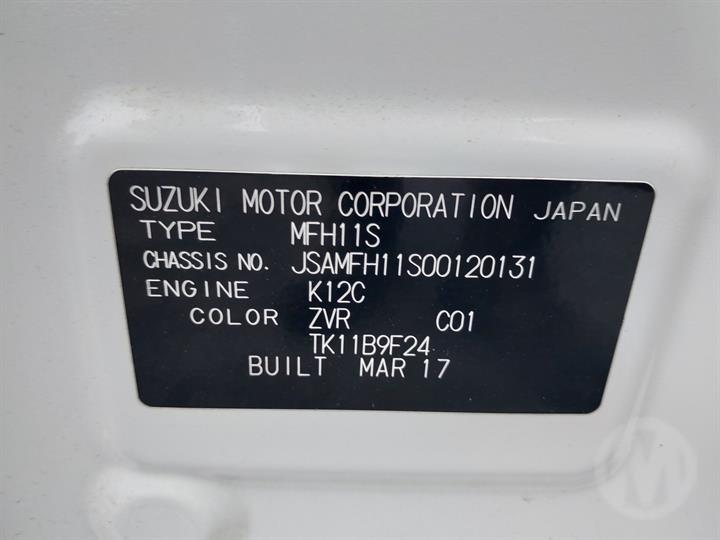 SUZUKI MOTOR CORPORATION JAPAN
TYPE MFH11S
CHASSIS NO. JSAMFH11S00120131
ENGINE K12C
COLOR ZVR C01
TK11B9F24
BUILT MAR 17
M